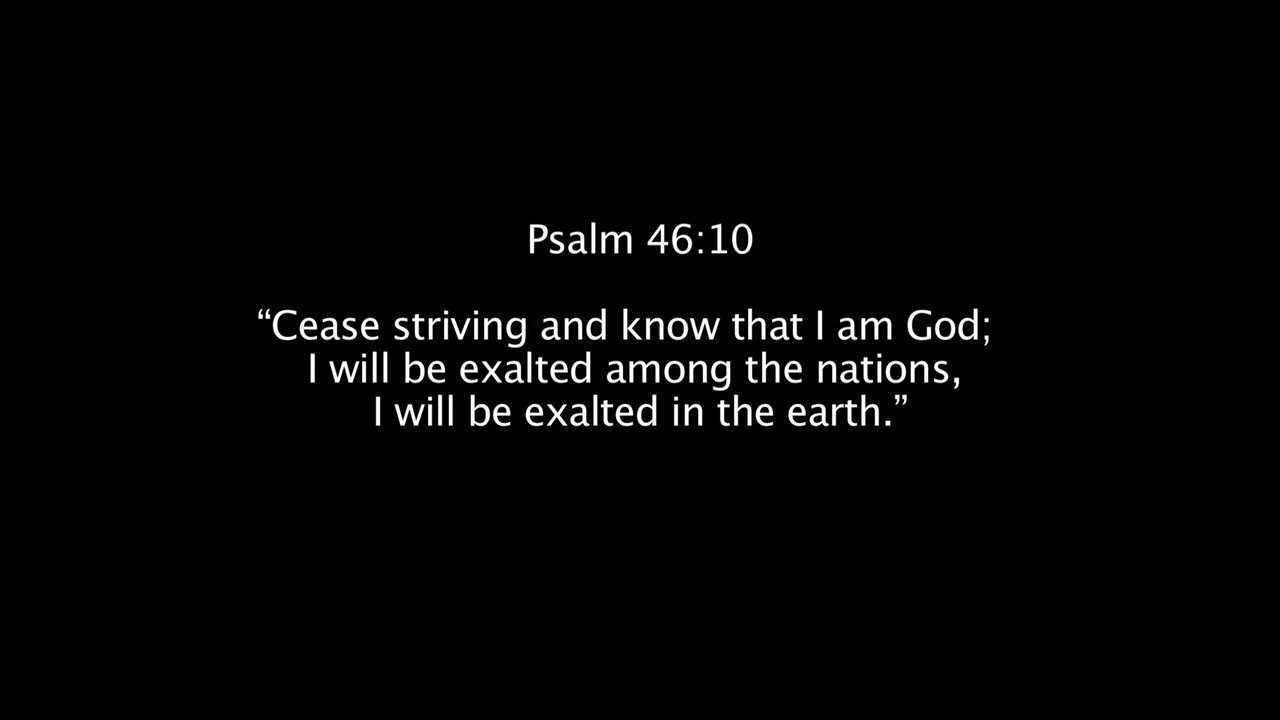 Psalm 46:10
“Cease striving and know that I am God;
I will be exalted among the nations,
I will be exalted in the earth.”